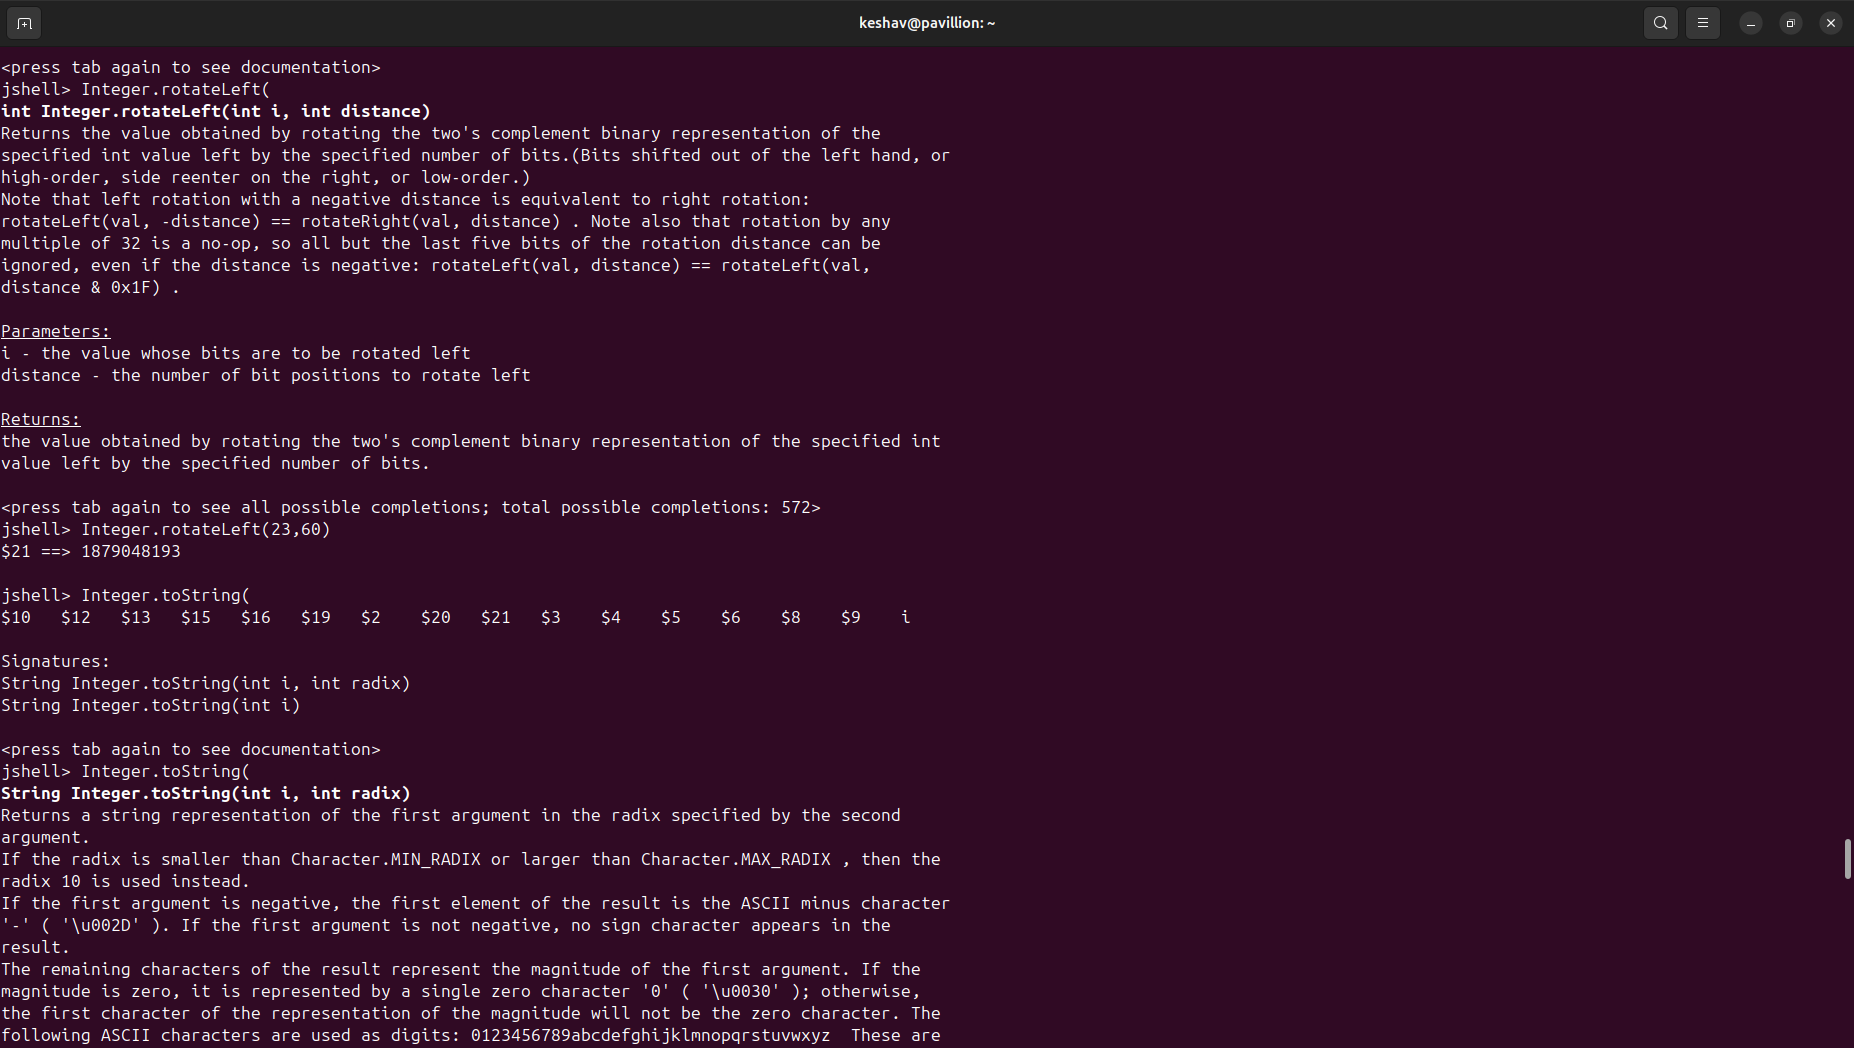 keshav@pavillion: ~
<press tab again to see documentation>
jshell> Integer.rotateLeft(
int Integer.rotateLeft(int i, int distance)
Returns the value obtained by rotating the two's complement binary representation of the
specified int value left by the specified number of bits.(Bits shifted out of the left hand, or
high-order, side reenter on the right, or low-order.)
Note that left rotation with a negative distance is equivalent to right rotation:
rotateLeft(val, -distance) == rotateRight(val, distance) . Note also that rotation by any
multiple of 32 is a no-op, so all but the last five bits of the rotation distance can be
ignored, even if the distance is negative: rotateLeft(val, distance) == rotateLeft(val,
distance & 0x1F) .
Parameters:
i - the value whose bits are to be rotated left
distance - the number of bit positions to rotate left
Returns:
the value obtained by rotating the two's complement binary representation of the specified int
value left by the specified number of bits.
<press tab again to see all possible completions; total possible completions: 572>
jshell> Integer.rotateLeft(23,60)
$21 ==> 1879048193
jshell> Integer.toString(
$10   $12   $13   $15   $16   $19   $2    $20   $21   $3    $4    $5    $6    $8    $9    i
Signatures:
String Integer.toString(int i, int radix)
String Integer.toString(int i)
<press tab again to see documentation>
jshell> Integer.toString(
String Integer.toString(int i, int radix)
Returns a string representation of the first argument in the radix specified by the second
argument.
If the radix is smaller than Character.MIN_RADIX or larger than Character.MAX_RADIX , then the
radix 10 is used instead.
If the first argument is negative, the first element of the result is the ASCII minus character
'-' ( '\u002D' ). If the first argument is not negative, no sign character appears in the
result.
The remaining characters of the result represent the magnitude of the first argument. If the
magnitude is zero, it is represented by a single zero character '0' ( '\u0030' ); otherwise,
the first character of the representation of the magnitude will not be the zero character. The
following ASCII characters are used as digits: 0123456789abcdefghijklmnopqrstuvwxyz  These are